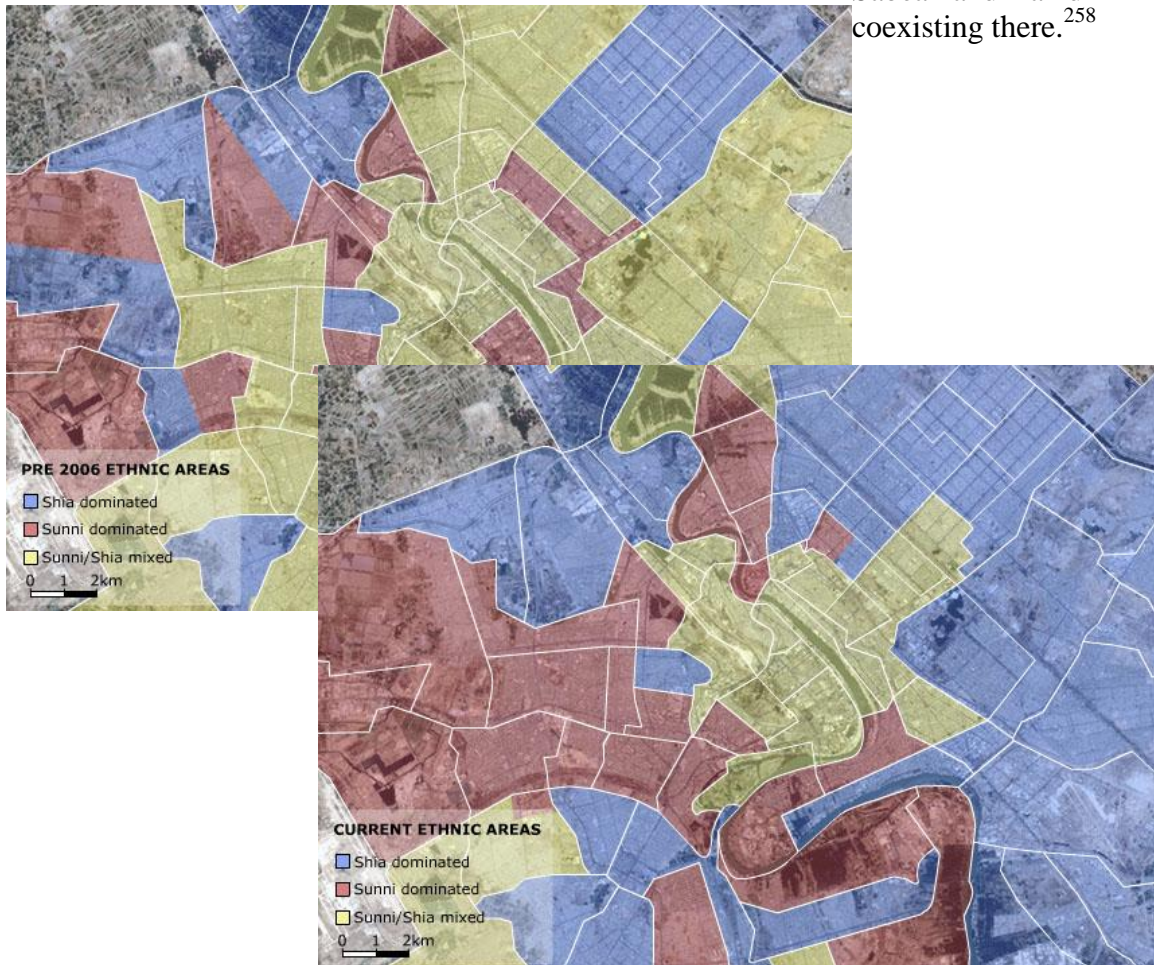 coexisting there.258
PRE 2006 ETHNIC AREAS
Shia dominated
Sunni dominated
Sunni/Shia mixed
0 1 2km
CURRENT ETHNIC AREAS
Shia dominated
Sunni dominated
Sunni/Shia mixed
0 1 2km